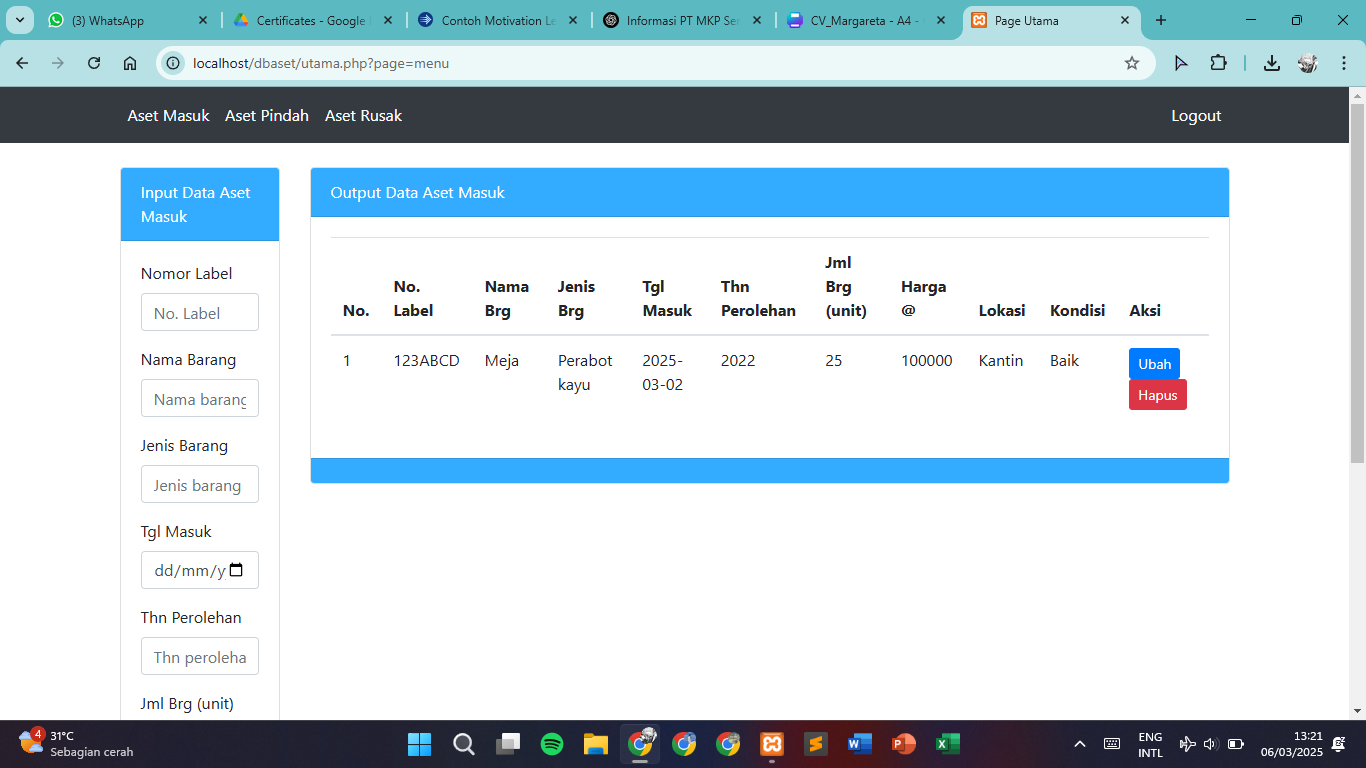 (3) WhatsApp
Certificates - Google
Contoh Motivation Le
Informasi PT MKP Se
CV_Margareta - A4 -
Page Utama
localhost/dbaset/utama.php?page=menu
Aset Masuk Aset Pindah Aset Rusak Logout
Input Data Aset
Masuk
Nomor Label
No. Label
Nama Barang
Nama barang
Jenis Barang
Jenis barang
Tgl Masuk
dd/mm/y
Thn Perolehan
Thn peroleha
Jml Brg (unit)
Output Data Aset Masuk
No. No. Label Nama Brg Jenis Brg Tgl Masuk Thn Perolehan Jml Brg (unit) Harga @ Lokasi Kondisi Aksi
1 123ABCD Meja Perabot kayu 2025-03-02 2022 25 100000 Kantin Baik Ubah
Hapus
4
31°C
Sebagian cerah
ENG
INTL
13:21
06/03/2025